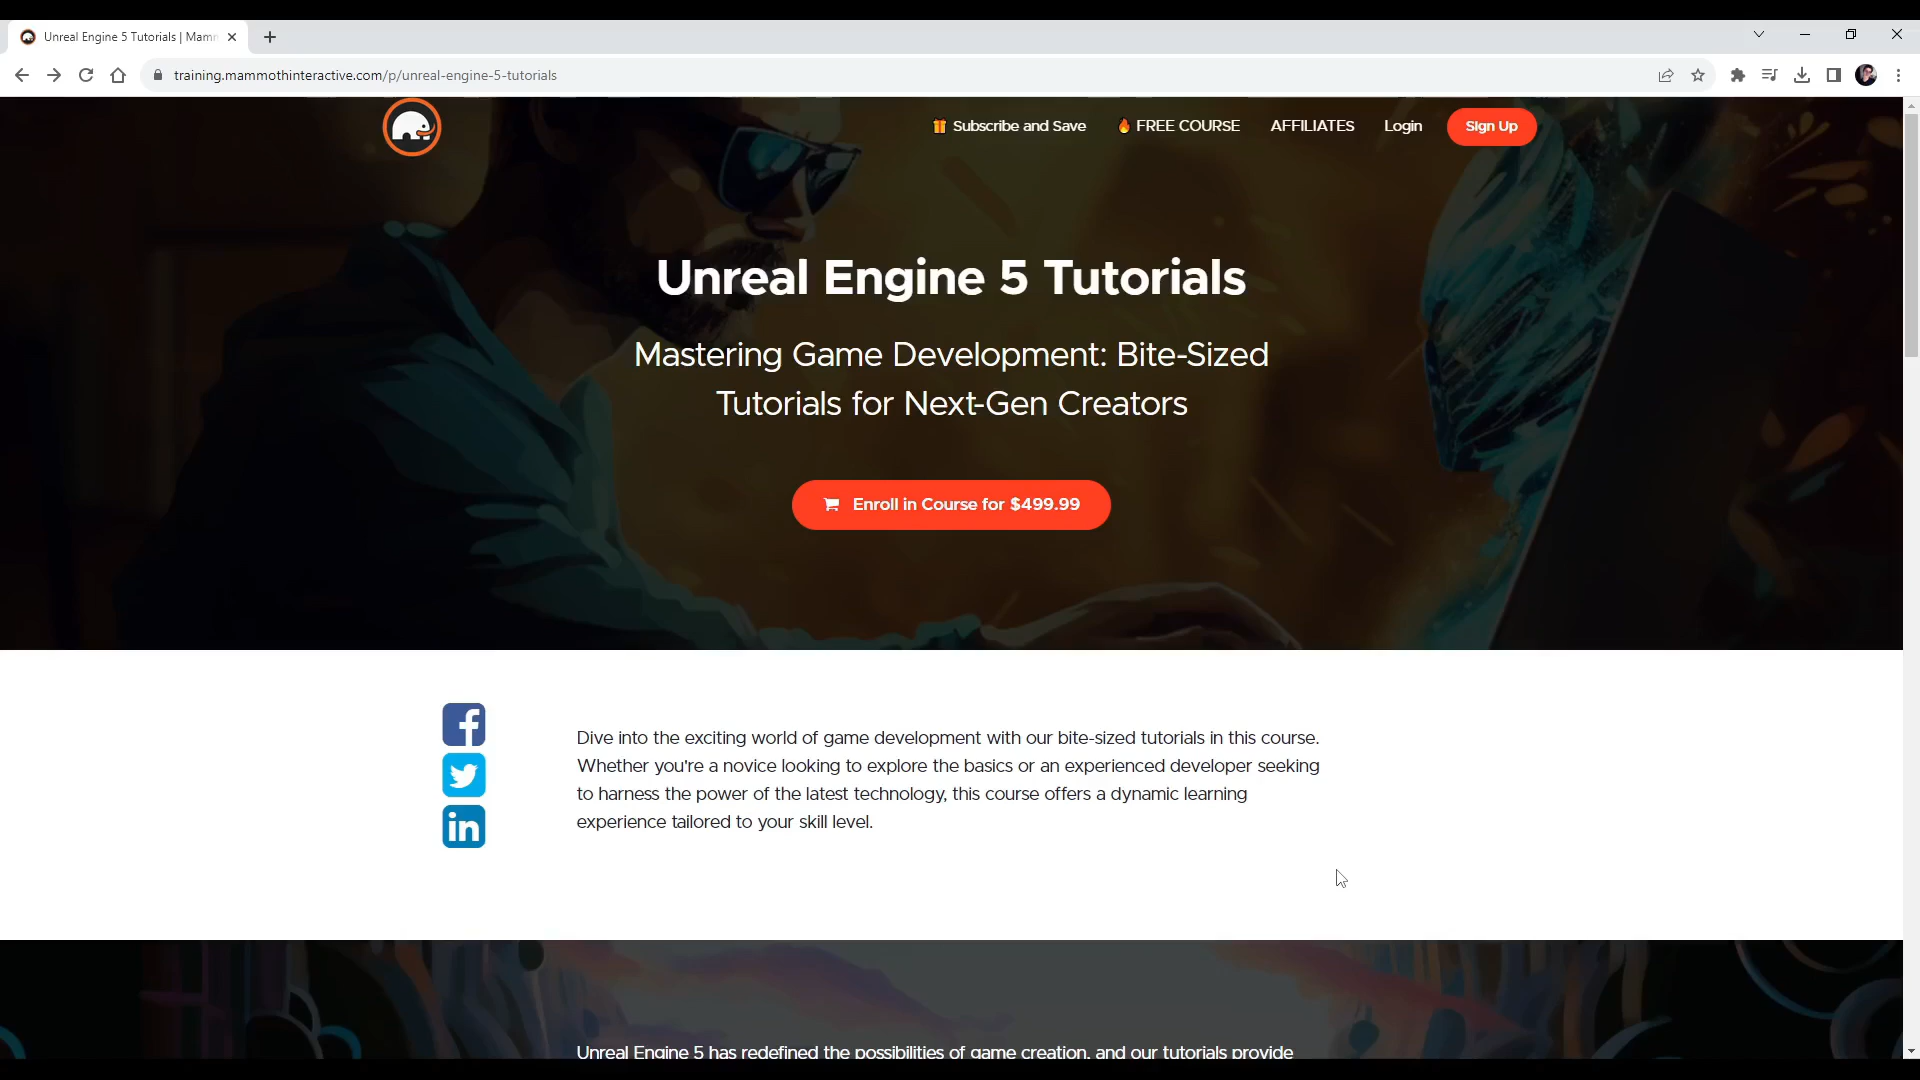 Unreal Engine 5 Tutorials | Mam
training.mammothinteractive.com/p/unreal-engine-5-tutorials
Subscribe and Save
FREE COURSE
AFFILIATES
Login
Sign Up
Unreal Engine 5 Tutorials
Mastering Game Development: Bite-Sized
Tutorials for Next-Gen Creators
Enroll in Course for $499.99
Dive into the exciting world of game development with our bite-sized tutorials in this course.
Whether you're a novice looking to explore the basics or an experienced developer seeking
to harness the power of the latest technology, this course offers a dynamic learning
experience tailored to your skill level.
Unreal Engine 5 has redefined the possibilities of game creation, and our tutorials provide